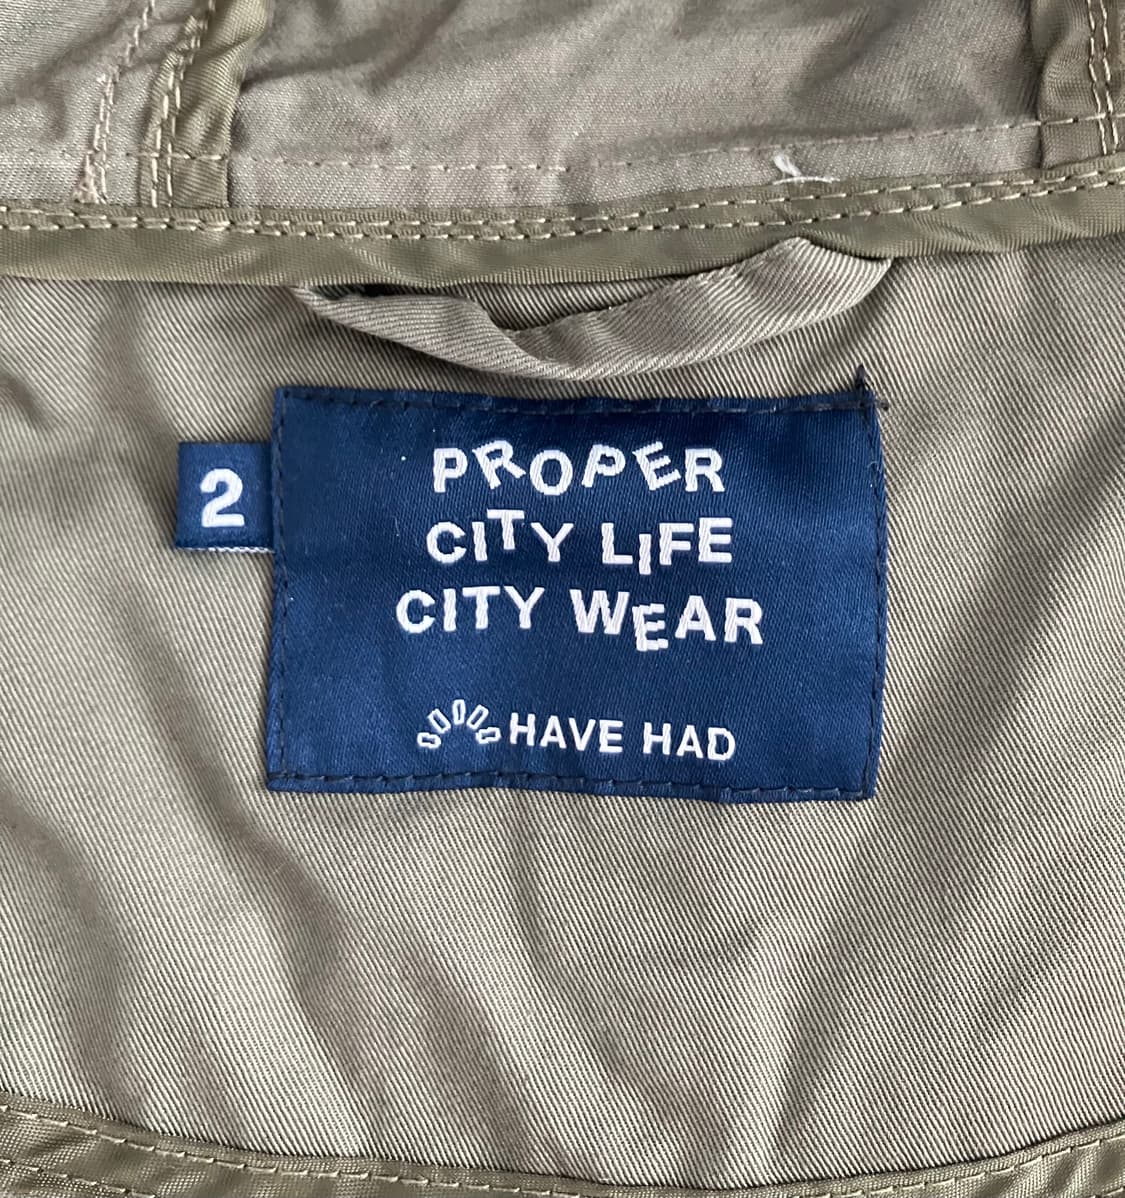 2
PROPER
CITY LIFE
CITY WEAR
HAVE HAD